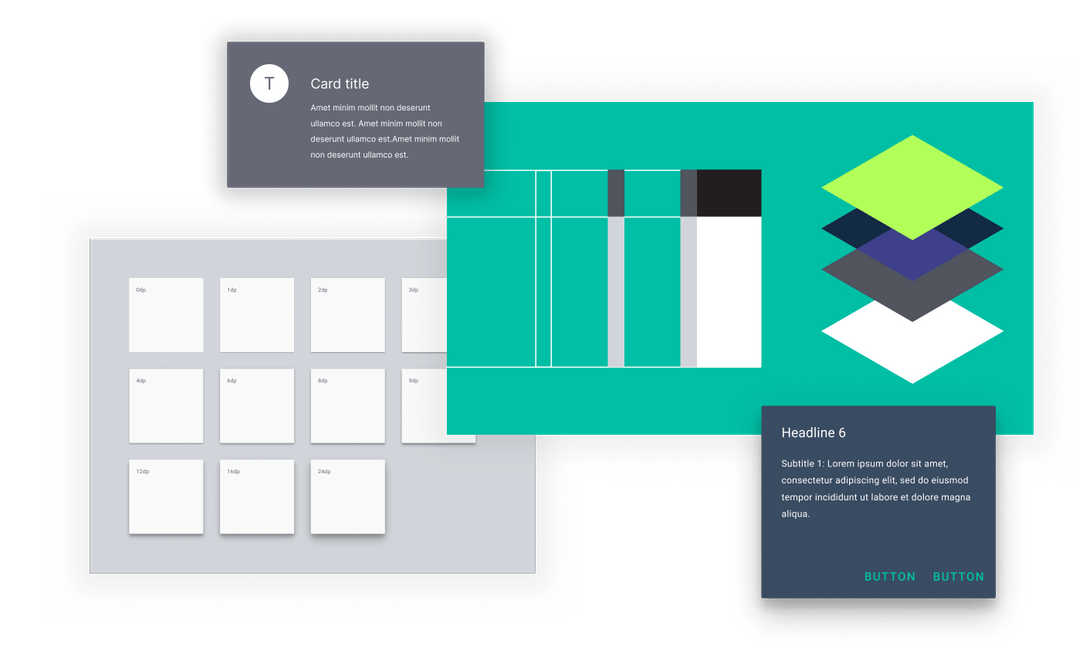 T
Card title
Amet minim mollit non deserunt
ullamco est. Amet minim mollit non
deserunt ullamco est.Amet minim mollit
non deserunt ullamco est.
0dp
1dp
2dp
3dp
4dp
6dp
8dp
9dp
12dp
16dp
24dp
Headline 6
Subtitle 1: Lorem ipsum dolor sit amet,
consectetur adipiscing elit, sed do eiusmod
tempor incididunt ut labore et dolore magna
aliqua.
BUTTON BUTTON